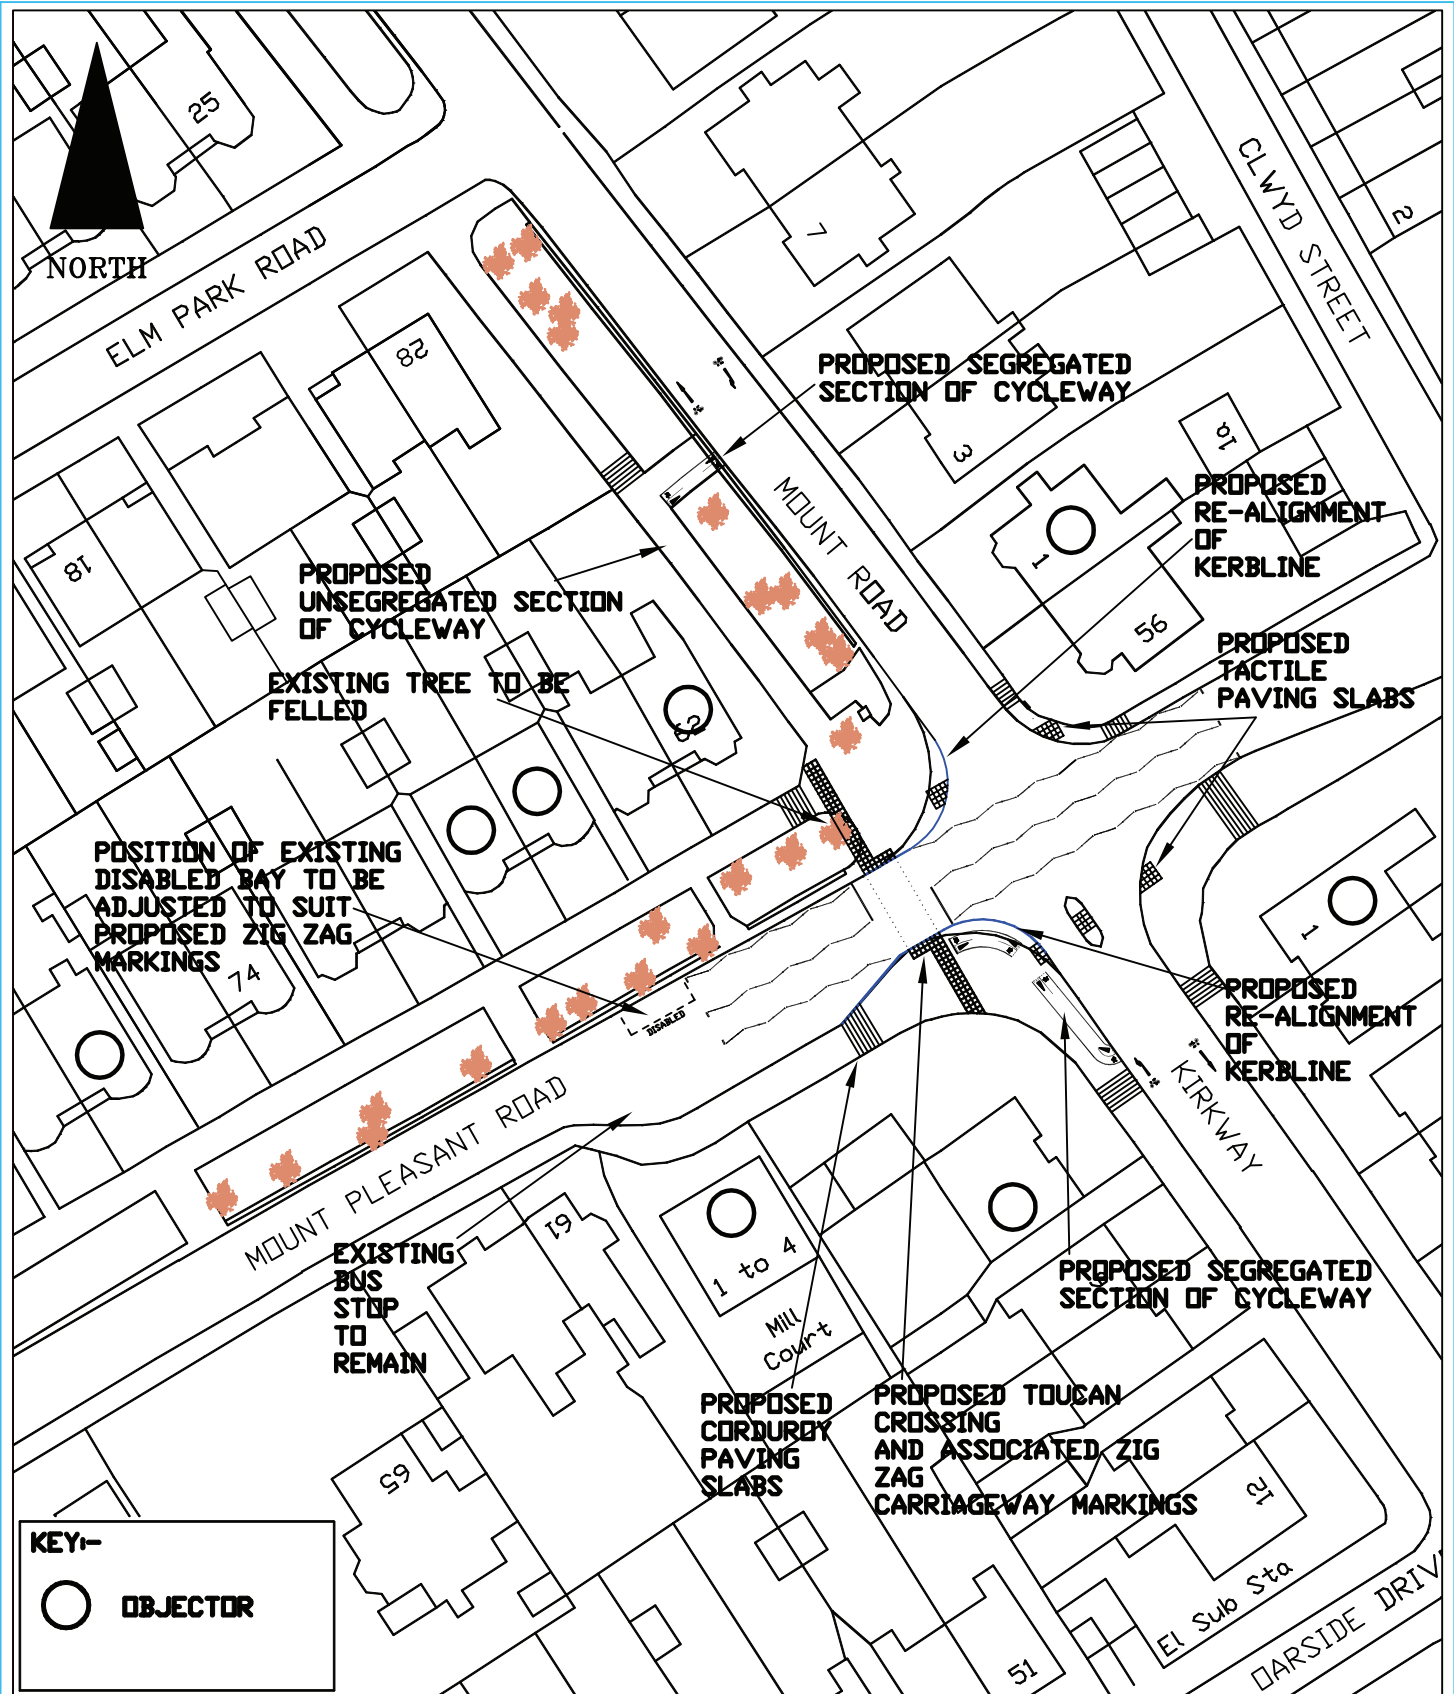 25
NORTH
ELM PARK ROAD
28
18
7
CLWYD STREET
2
PROPOSED SEGREGATED
SECTION OF CYCLEWAY
3
MOUNT ROAD
PROPOSED
RE-ALIGNMENT
OF
KERBLINE
1
56
PROPOSED
UNSEGREGATED SECTION
OF CYCLEWAY
PROPOSED
TACTILE
PAVING SLABS
EXISTING TREE TO BE
FELLED
62
POSITION OF EXISTING
DISABLED BAY TO BE
ADJUSTED TO SUIT
PROPOSED ZIG ZAG
MARKINGS
74
DISABLED
1
PROPOSED
RE-ALIGNMENT
OF
KERBLINE
KIRKWAY
MOUNT PLEASANT ROAD
EXISTING
BUS
STOP
TO
REMAIN
61
1 to 4
Mill
Court
PROPOSED SEGREGATED
SECTION OF CYCLEWAY
PROPOSED
CORDUROY
PAVING
SLABS
PROPOSED TOUCAN
CROSSING
AND ASSOCIATED ZIG
ZAG
CARRIAGEWAY MARKINGS
65
12
El Sub Sta
51
OARSIDE DRIV
KEY:-
OBJECTOR